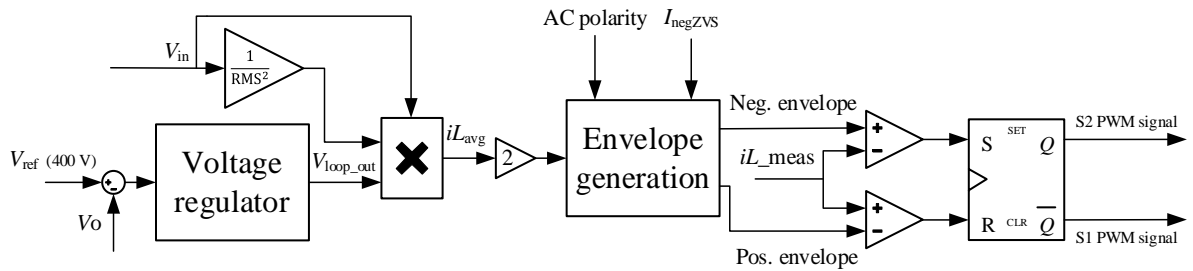 AC polarity
I_negZVS
V_in
1
RMS²
Neg. envelope
Voltage
regulator
V_ref (400 V)
Vo
V_loop_out
iL_avg
2
Envelope
generation
iL_meas
Pos. envelope
+
-
+
-
+
-
S
SET
Q
R
CLR
Q̅
S2 PWM signal
S1 PWM signal